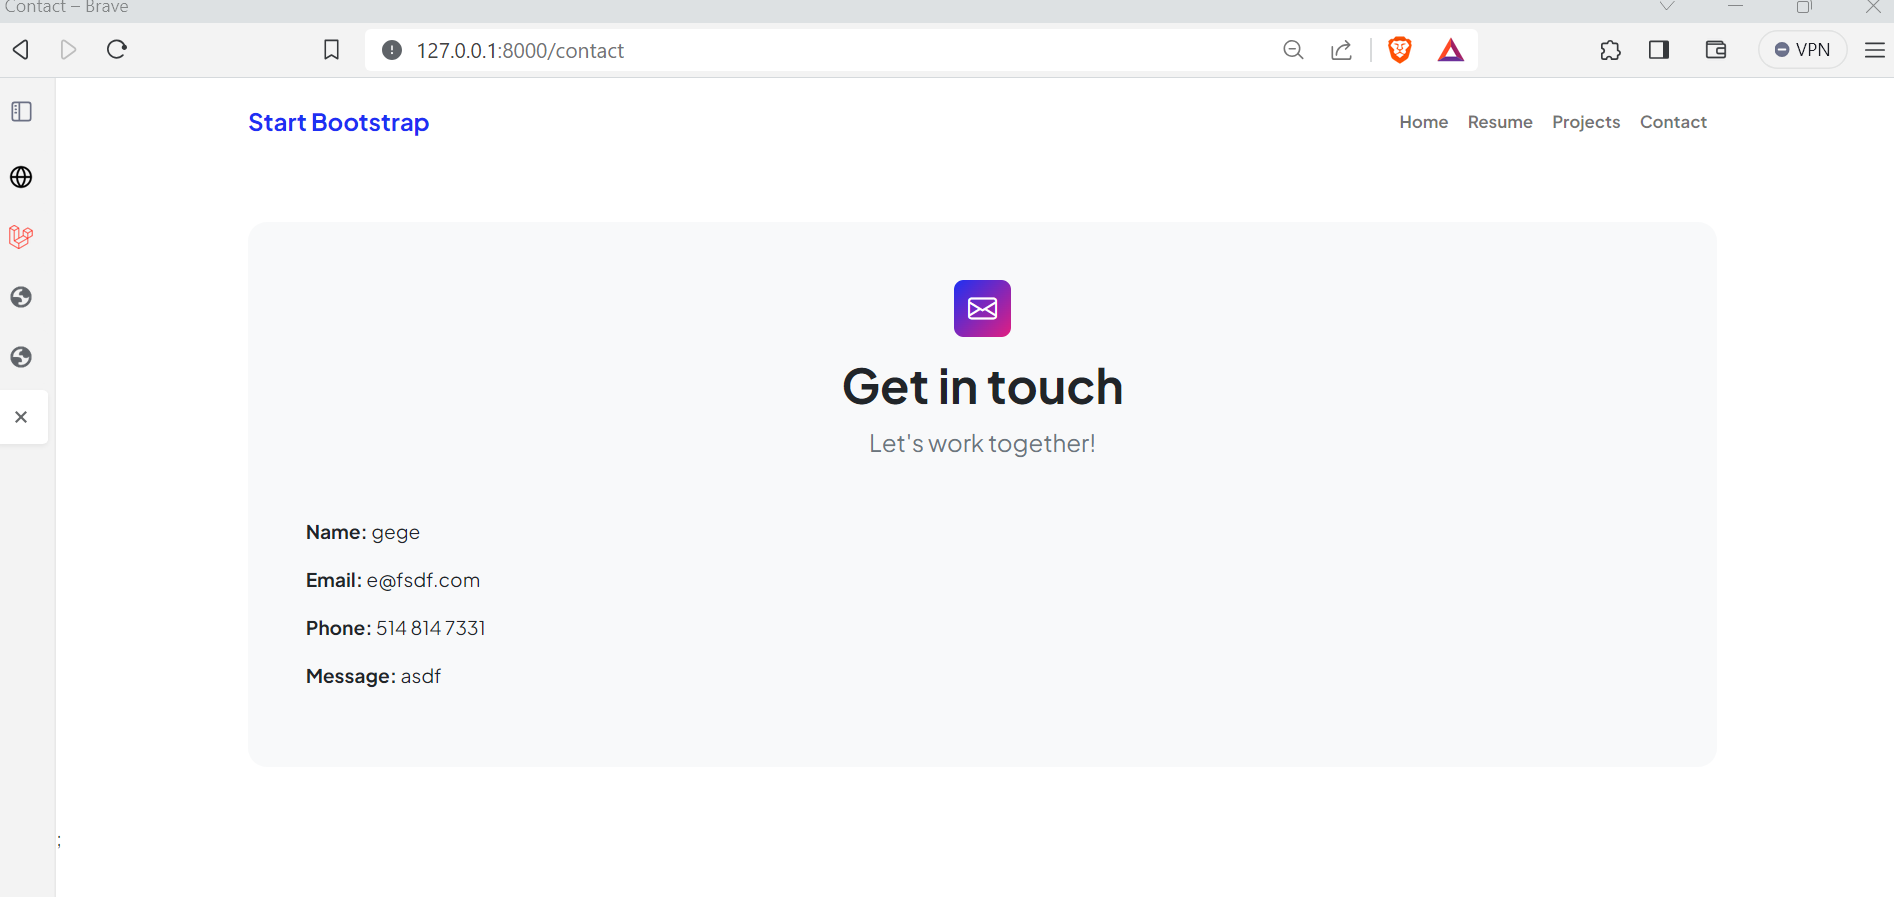 Contact – Brave
127.0.0.1:8000/contact
VPN
Start Bootstrap
Home Resume Projects Contact
Get in touch
Let's work together!
Name: gege
Email: e@fsdf.com
Phone: 514 814 7331
Message: asdf
;